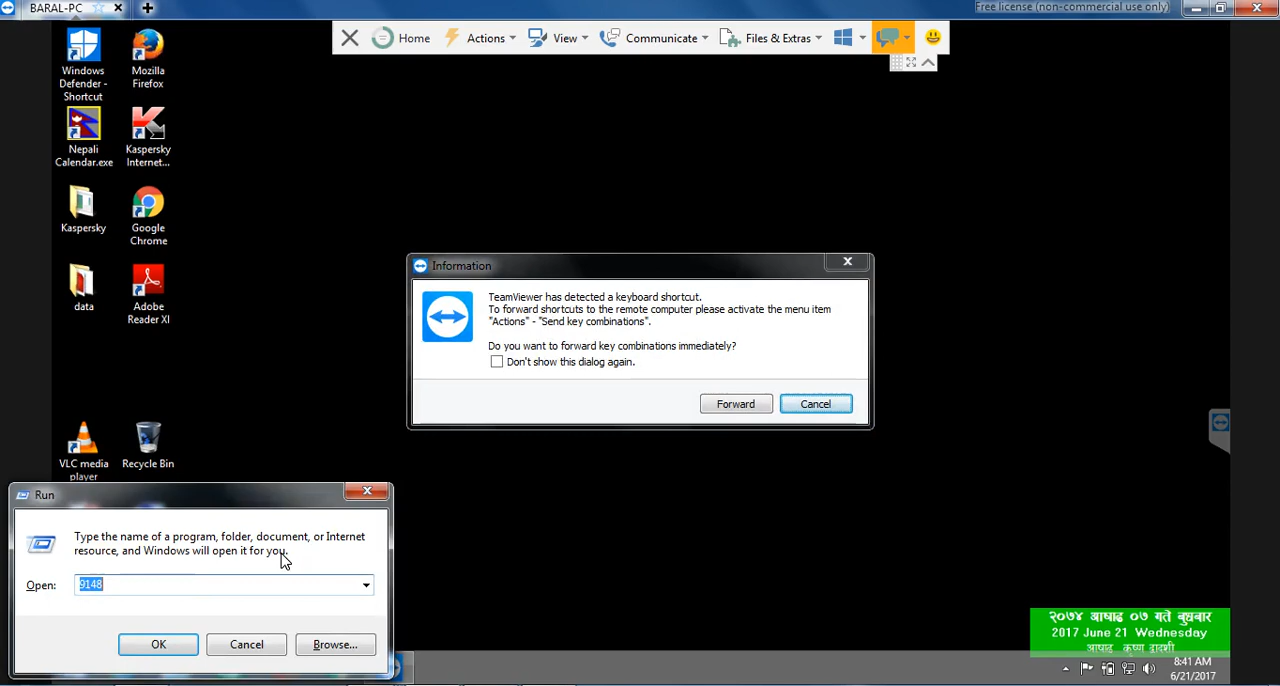 BARAL-PC
Free license (non-commercial use only)
Home
Actions
View
Communicate
Files & Extras
Windows
Defender -
Shortcut
Mozilla
Firefox
Nepali
Calendar.exe
Kaspersky
Internet...
Kaspersky
Google
Chrome
data
Adobe
Reader XI
VLC media
player
Recycle Bin
Information
TeamViewer has detected a keyboard shortcut.
To forward shortcuts to the remote computer please activate the menu item
"Actions" - "Send key combinations".
Do you want to forward key combinations immediately?
Don't show this dialog again.
Forward
Cancel
Run
Type the name of a program, folder, document, or Internet
resource, and Windows will open it for you.
Open:
9148
OK
Cancel
Browse...
२०७४ आषाढ ०७ गते बुधबार
2017 June 21 Wednesday
आषाढ कृष्ण द्वादशी
8:41 AM
6/21/2017